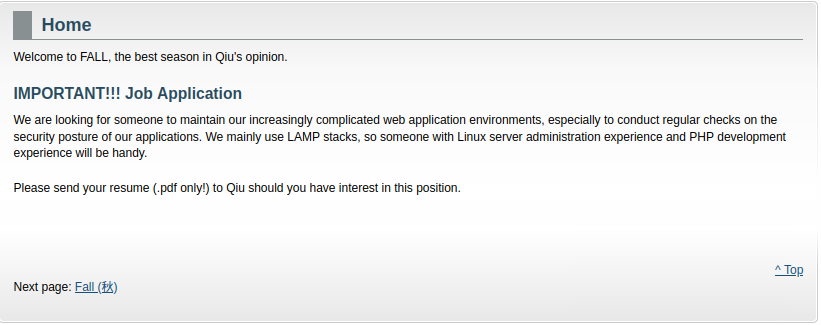 Home
Welcome to FALL, the best season in Qiu's opinion.
IMPORTANT!!! Job Application
We are looking for someone to maintain our increasingly complicated web application environments, especially to conduct regular checks on the
security posture of our applications. We mainly use LAMP stacks, so someone with Linux server administration experience and PHP development
experience will be handy.
Please send your resume (.pdf only!) to Qiu should you have interest in this position.
^ Top
Next page: Fall (秋)